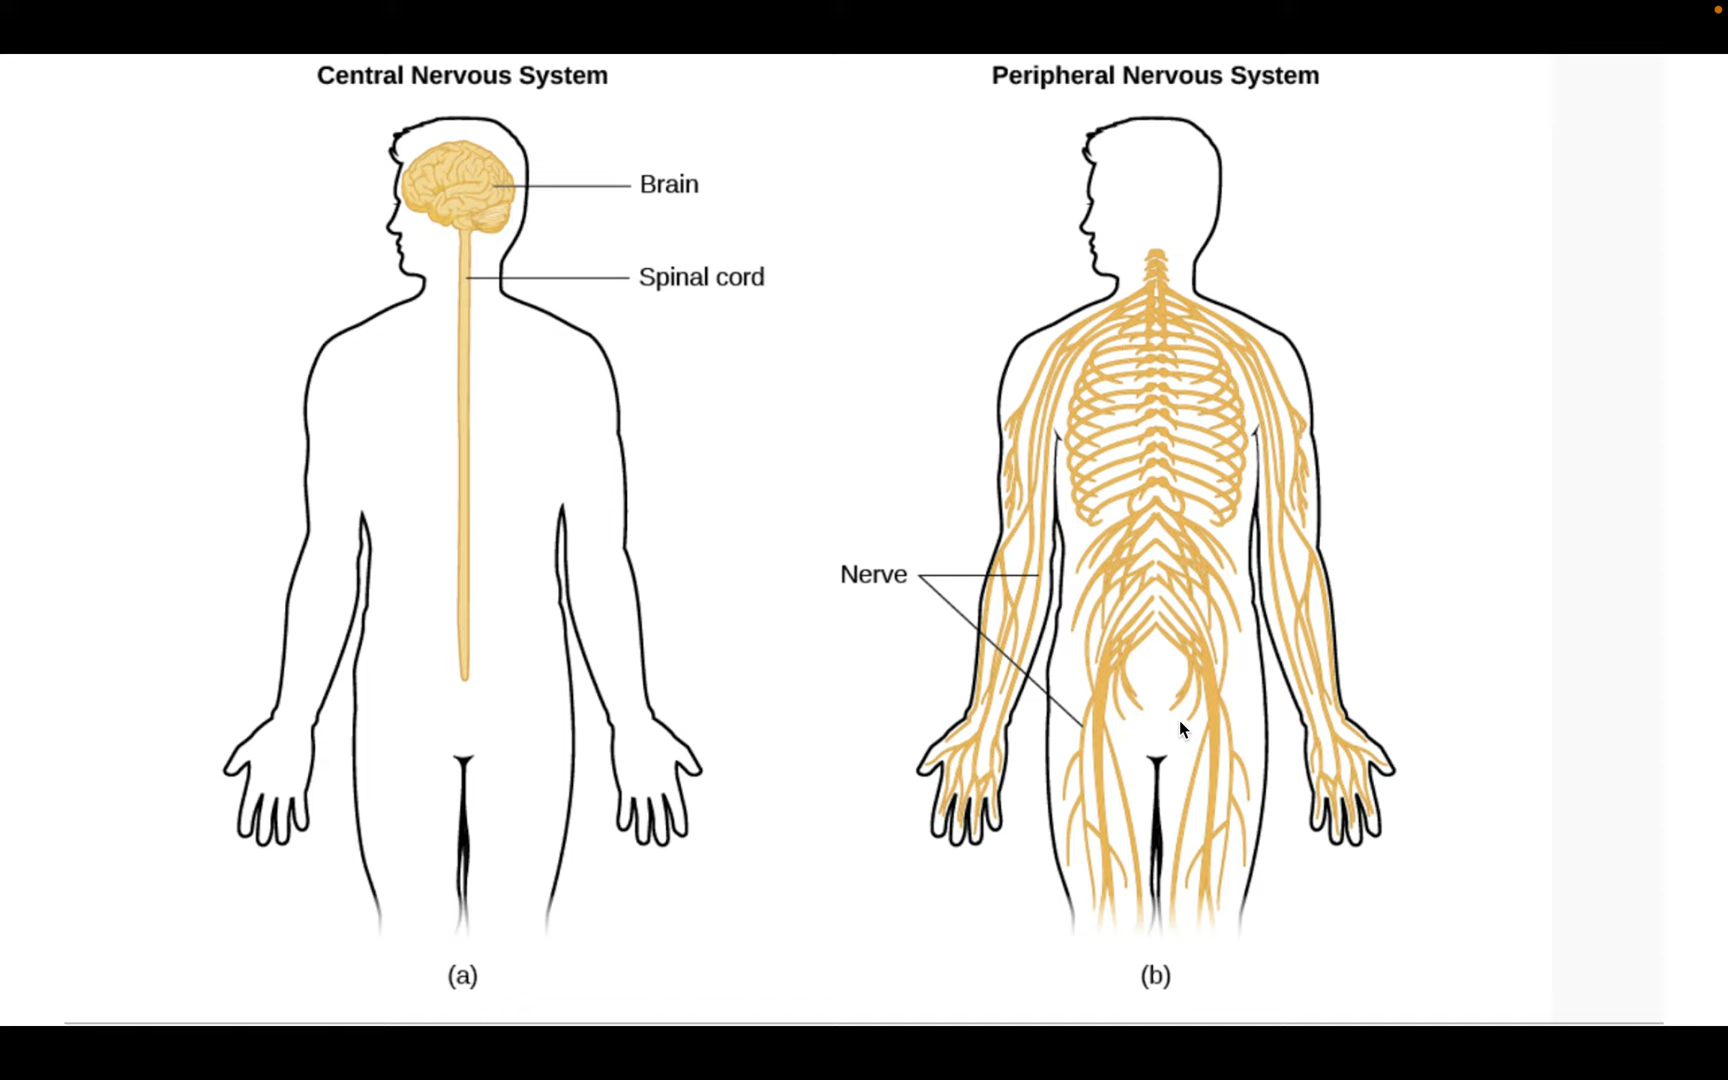 Central Nervous System
Brain
Spinal cord
(a)
Peripheral Nervous System
Nerve
(b)